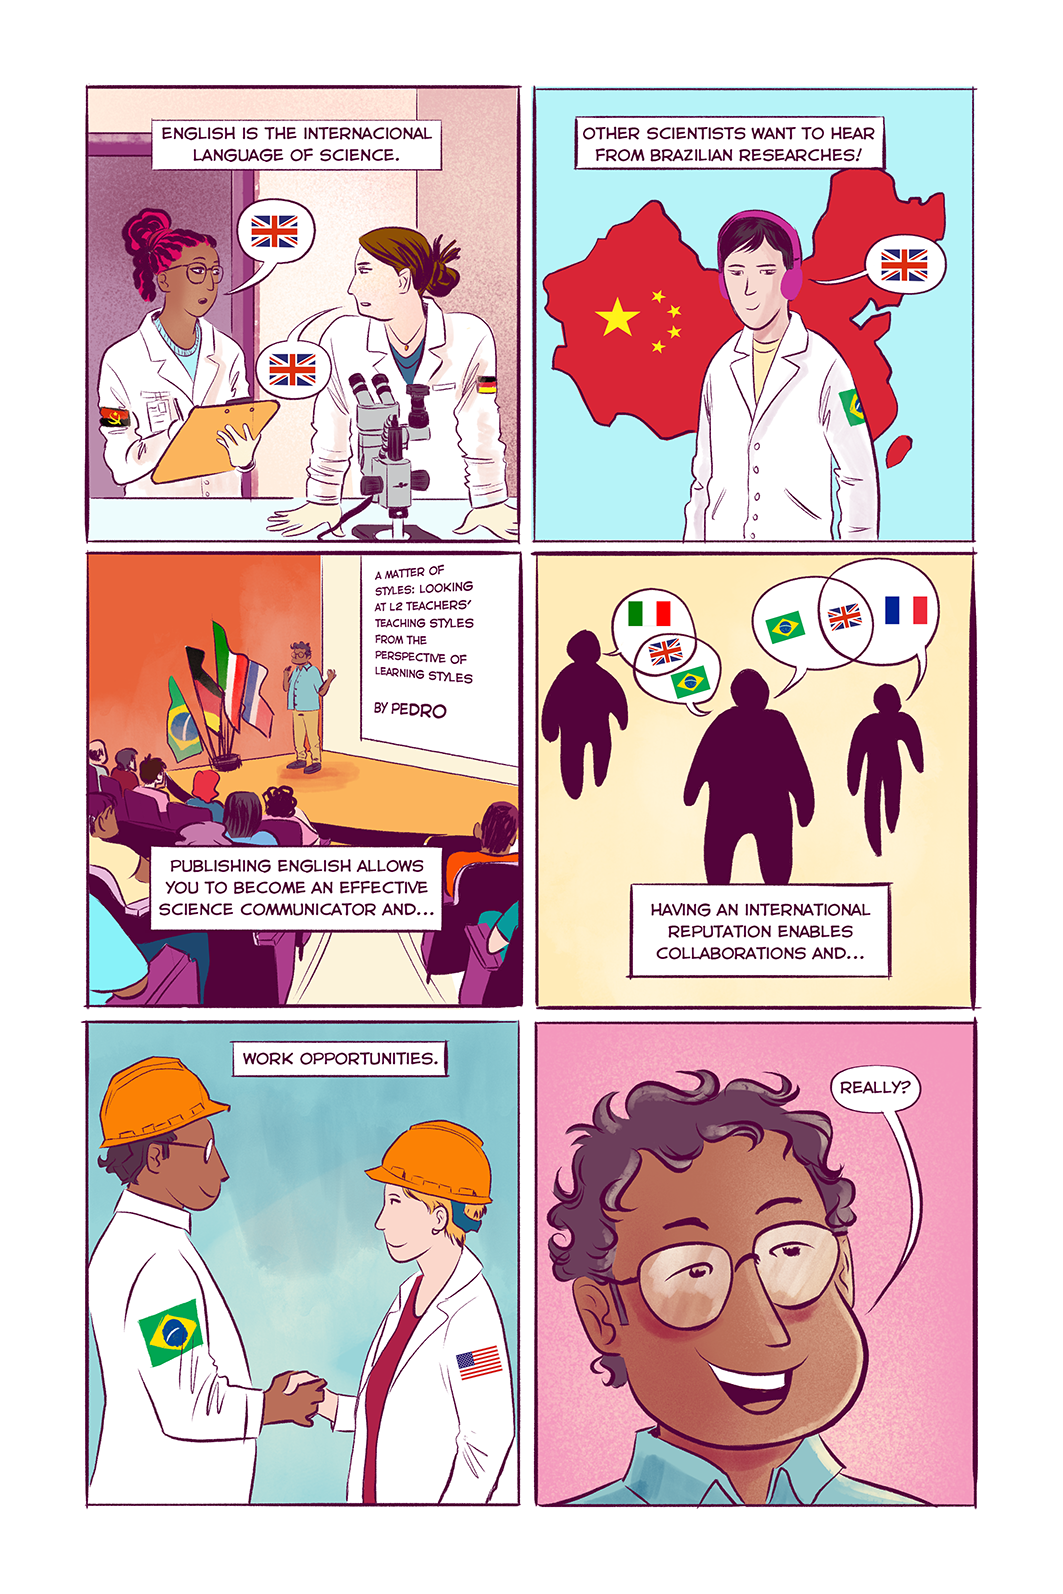 ENGLISH IS THE INTERNACIONAL
LANGUAGE OF SCIENCE.
OTHER SCIENTISTS WANT TO HEAR
FROM BRAZILIAN RESEARCHES!
A MATTER OF
STYLES: LOOKING
AT L2 TEACHERS'
TEACHING STYLES
FROM THE
PERSPECTIVE OF
LEARNING STYLES
BY PEDRO
PUBLISHING ENGLISH ALLOWS
YOU TO BECOME AN EFFECTIVE
SCIENCE COMMUNICATOR AND...
HAVING AN INTERNATIONAL
REPUTATION ENABLES
COLLABORATIONS AND...
WORK OPPORTUNITIES.
REALLY?